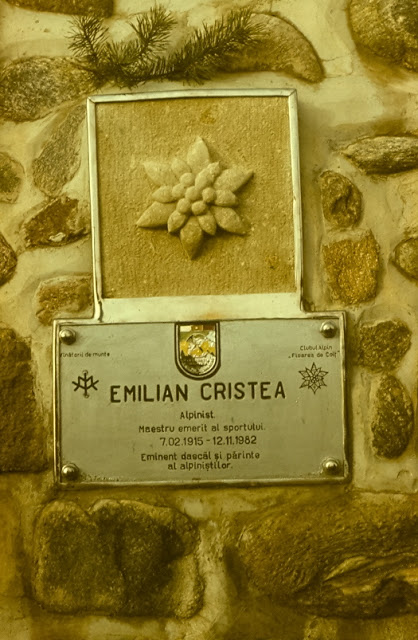 Vînătorii de munte
Clubul Alpin
„Floarea de Colț"
EMILIAN CRISTEA
Alpinist
Maestru emerit al sportului.
7.02.1915 - 12.11.1982
Eminent dascăl și părinte
al alpiniștilor.